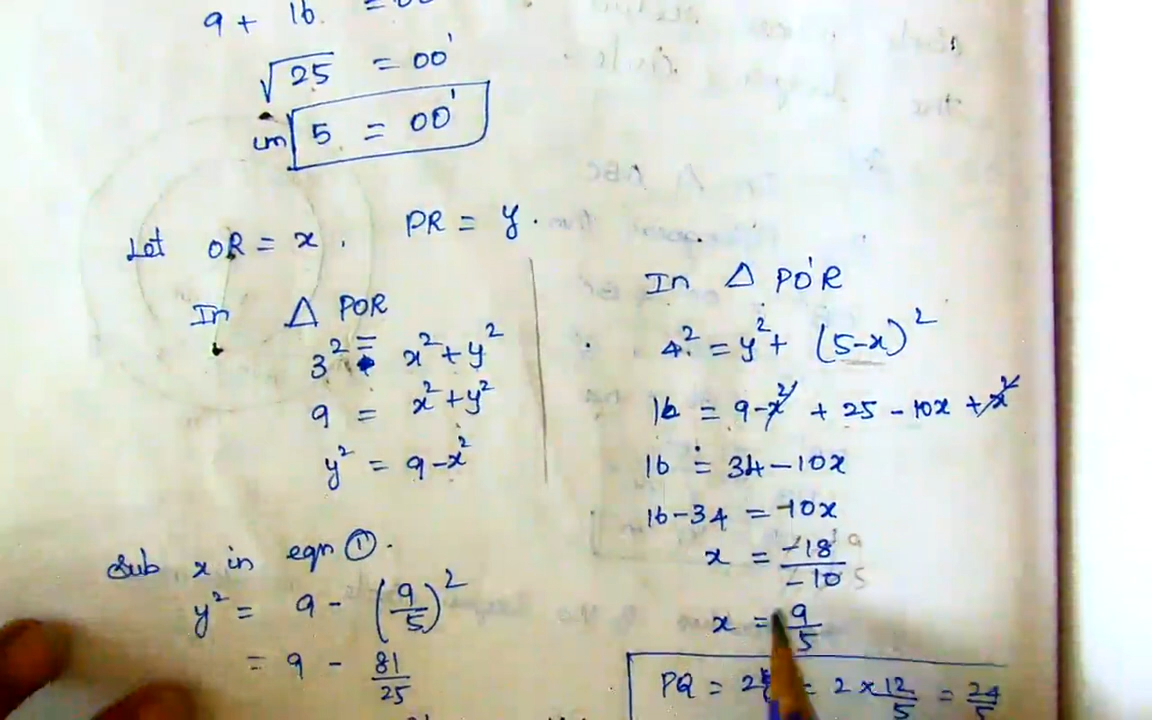 9 + 16 = OO'
√25 = OO'
cm 5 = OO'
Let OR = x . PR = y .
In Δ POR
3² = x² + y²
9 = x² + y²
y² = 9 - x²
Sub x in eqn ①.
y² = 9 - (9/5)²
= 9 - 81/25
In Δ PO'R
4² = y² + (5-x)²
16 = 9 - x² + 25 - 10x + x²
16 = 34 - 10x
16 - 34 = -10x
x = -18/-10 9 5
x = 9/5
PQ = 2y = 2 x 12/5 = 24/5